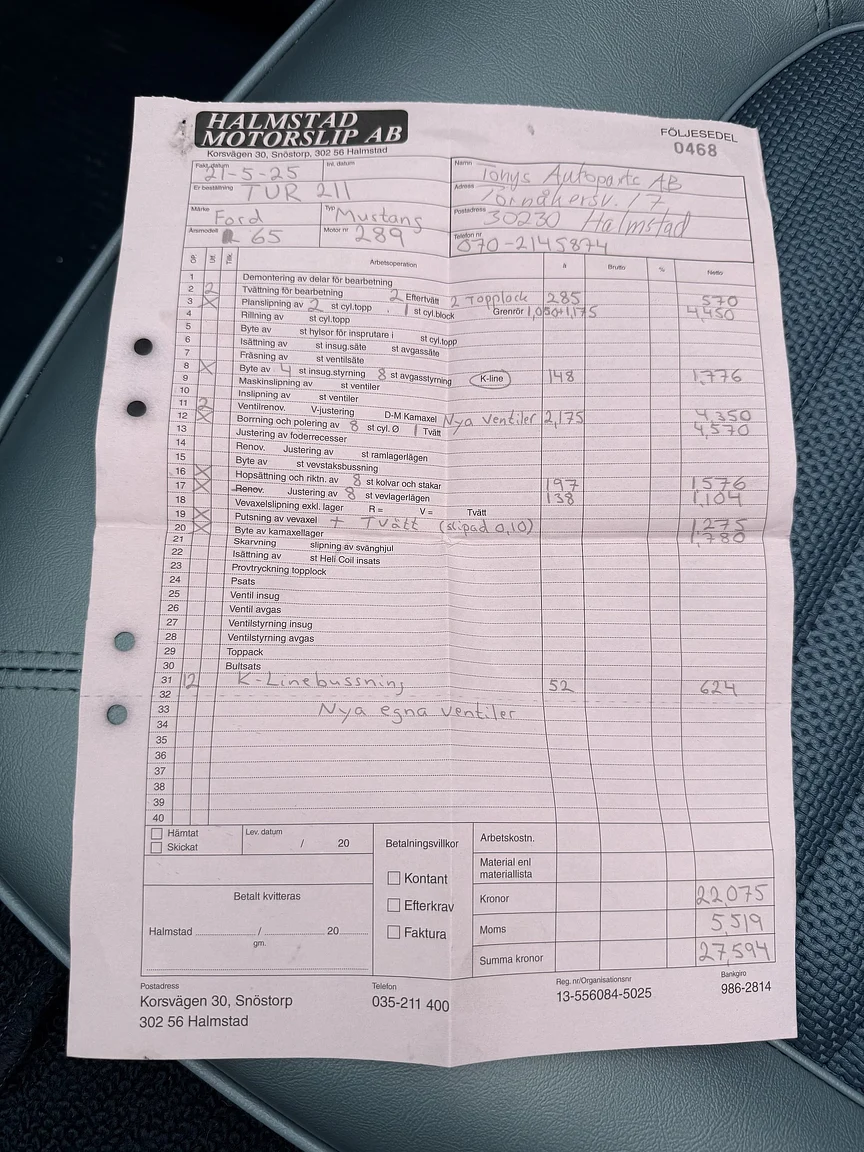 HALMSTAD
MOTORSLIP AB
Korsvägen 30, Snöstorp, 302 56 Halmstad
FÖLJESEDEL
0468
Fakt. datum 21-5-25 Inl. datum
Er beställning TUR 211
Märke Ford Typ Mustang
Årsmodell 65 Motor nr 289
Namn Tonys Autoparts AB
Adress Törnåkersv. 17
Postadress 30230 Halmstad
Telefon nr 070-2145874
OP Utf. Tillk. Arbetsoperation à Brutto % Netto
1 Demontering av delar för bearbetning
2 2 Tvättning för bearbetning 2 Eftertvätt 2 Topplock 285 570
3 X Planslipning av 2 st cyl.topp 1 st cyl.block Grenrör 1,050+1,175 4,450
4 Rillning av st cyl.topp
5 Byte av st hylsor för insprutare i st cyl.topp
6 Isättning av st insug.säte st avgassäte
7 Fräsning av st ventilsäte
8 X Byte av 4 st insug.styrning 8 st avgasstyrning K-line 148 1,776
9 Maskinslipning av st ventiler
10 Inslipning av st ventiler
11 2 Ventilrenov. V-justering D-M Kamaxel Nya ventiler 2,175 4,350
12 X Borrning och polering av 8 st cyl. Ø 1 Tvätt 4,570
13 Justering av foderrecesser
14 Renov. Justering av st ramlagerlägen
15 Byte av st vevstaksbussning
16 X Hopsättning och riktn. av 8 st kolvar och stakar 197 1,576
17 X Renov. Justering av 8 st vevlagerlägen 138 1,104
18 Vevaxelslipning exkl. lager R = V = Tvätt
19 X Putsning av vevaxel + Tvätt (slipad 0,10) 1,275
20 X Byte av kamaxellager 1,780
21 Skarvning slipning av svänghjul
22 Isättning av st Heli Coil insats
23 Provtryckning topplock
24 Psats
25 Ventil insug
26 Ventil avgas
27 Ventilstyrning insug
28 Ventilstyrning avgas
29 Toppack
30 Bultsats
31 12 K-Linebussning 52 624
32
33 Nya egna ventiler
34
35
36
37
38
39
40
Hämtat
Skickat
Lev. datum / 20
Betalt kvitteras
Halmstad / 20
gm.
Betalningsvillkor
Kontant
Efterkrav
Faktura
Arbetskostn.
Material enl materiallista
Kronor 22,075
Moms 5,519
Summa kronor 27,594
Postadress
Korsvägen 30, Snöstorp
302 56 Halmstad
Telefon
035-211 400
Reg. nr/Organisationsnr
13-556084-5025
Bankgiro
986-2814